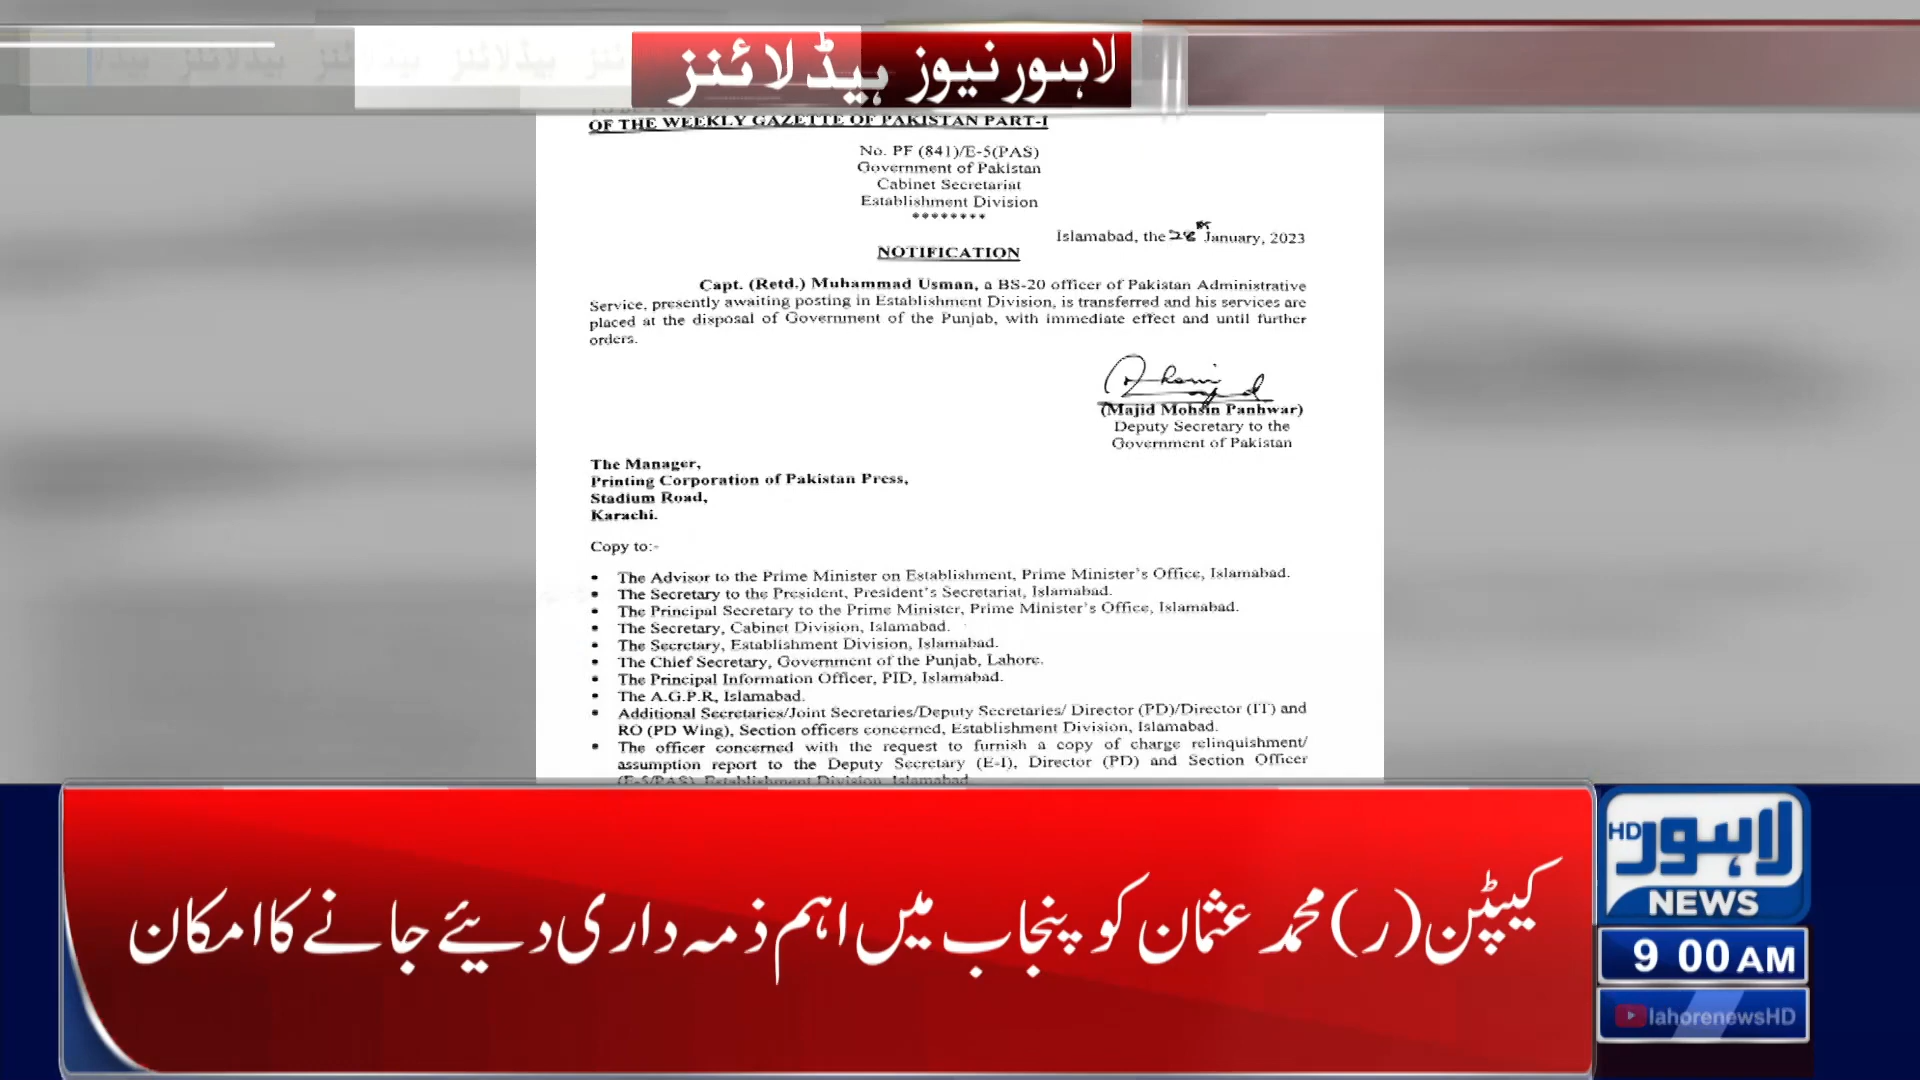 لاہور نیوز ہیڈلائنز
OF THE WEEKLY GAZETTE OF PAKISTAN PART-I
No. PF (841)/E-5(PAS)
Government of Pakistan
Cabinet Secretariat
Establishment Division
********
Islamabad, the 28th January, 2023
NOTIFICATION
Capt. (Retd.) Muhammad Usman, a BS-20 officer of Pakistan Administrative
Service, presently awaiting posting in Establishment Division, is transferred and his services are
placed at the disposal of Government of the Punjab, with immediate effect and until further
orders.
(Majid Mohsin Panhwar)
Deputy Secretary to the
Government of Pakistan
The Manager,
Printing Corporation of Pakistan Press,
Stadium Road,
Karachi.
Copy to:-
• The Advisor to the Prime Minister on Establishment, Prime Minister's Office, Islamabad.
• The Secretary to the President, President's Secretariat, Islamabad.
• The Principal Secretary to the Prime Minister, Prime Minister's Office, Islamabad.
• The Secretary, Cabinet Division, Islamabad.
• The Secretary, Establishment Division, Islamabad.
• The Chief Secretary, Government of the Punjab, Lahore.
• The Principal Information Officer, PID, Islamabad.
• The A.G.P.R, Islamabad.
• Additional Secretaries/Joint Secretaries/Deputy Secretaries/ Director (PD)/Director (IT) and
RO (PD Wing), Section officers concerned, Establishment Division, Islamabad.
• The officer concerned with the request to furnish a copy of charge relinquishment/
assumption report to the Deputy Secretary (E-I), Director (PD) and Section Officer
(E-5/PAS), Establishment Division, Islamabad.
کیپٹن (ر) محمد عثمان کو پنجاب میں اہم ذمہ داری دیئے جانے کا امکان
لاہور HD
NEWS
9 00 AM
lahorenewsHD